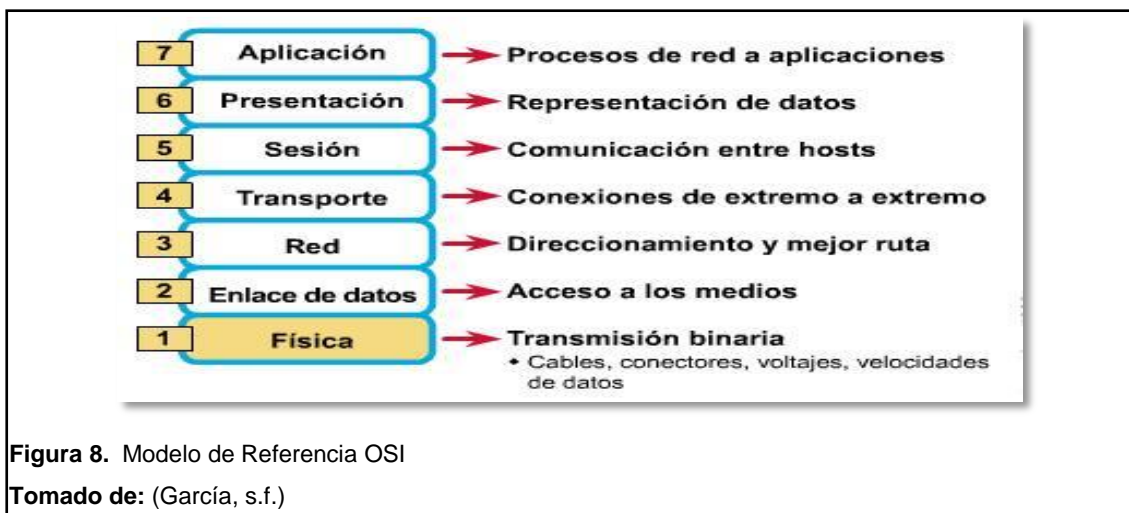 7 Aplicación Procesos de red a aplicaciones
6 Presentación Representación de datos
5 Sesión Comunicación entre hosts
4 Transporte Conexiones de extremo a extremo
3 Red Direccionamiento y mejor ruta
2 Enlace de datos Acceso a los medios
1 Física Transmisión binaria
• Cables, conectores, voltajes, velocidades
de datos
Figura 8. Modelo de Referencia OSI
Tomado de: (García, s.f.)